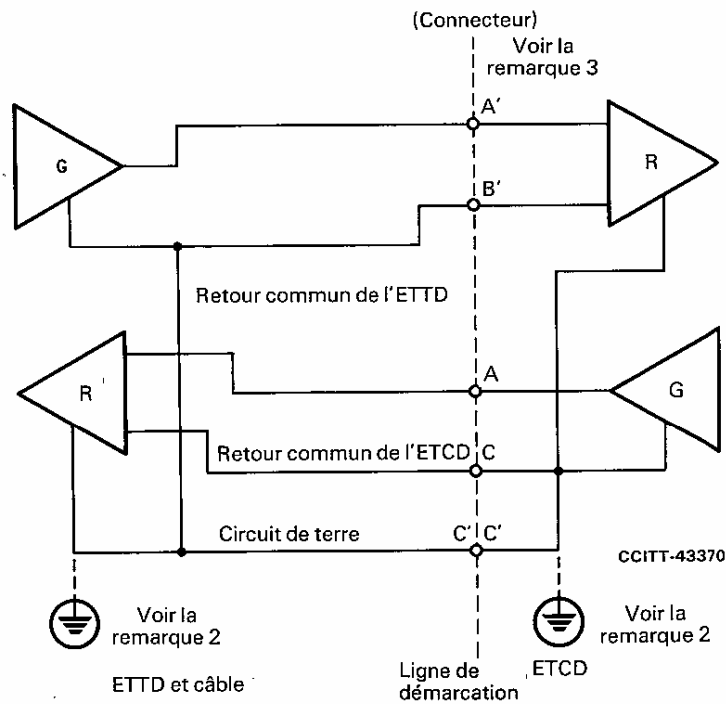 (Connecteur)
Voir la
remarque 3
A'
G
R
B'
Retour commun de l'ETTD
A
R
G
Retour commun de l'ETCD C
Circuit de terre
C' C'
CCITT-43370
Voir la
remarque 2
Voir la
remarque 2
ETTD et câble
Ligne de
démarcation
ETCD